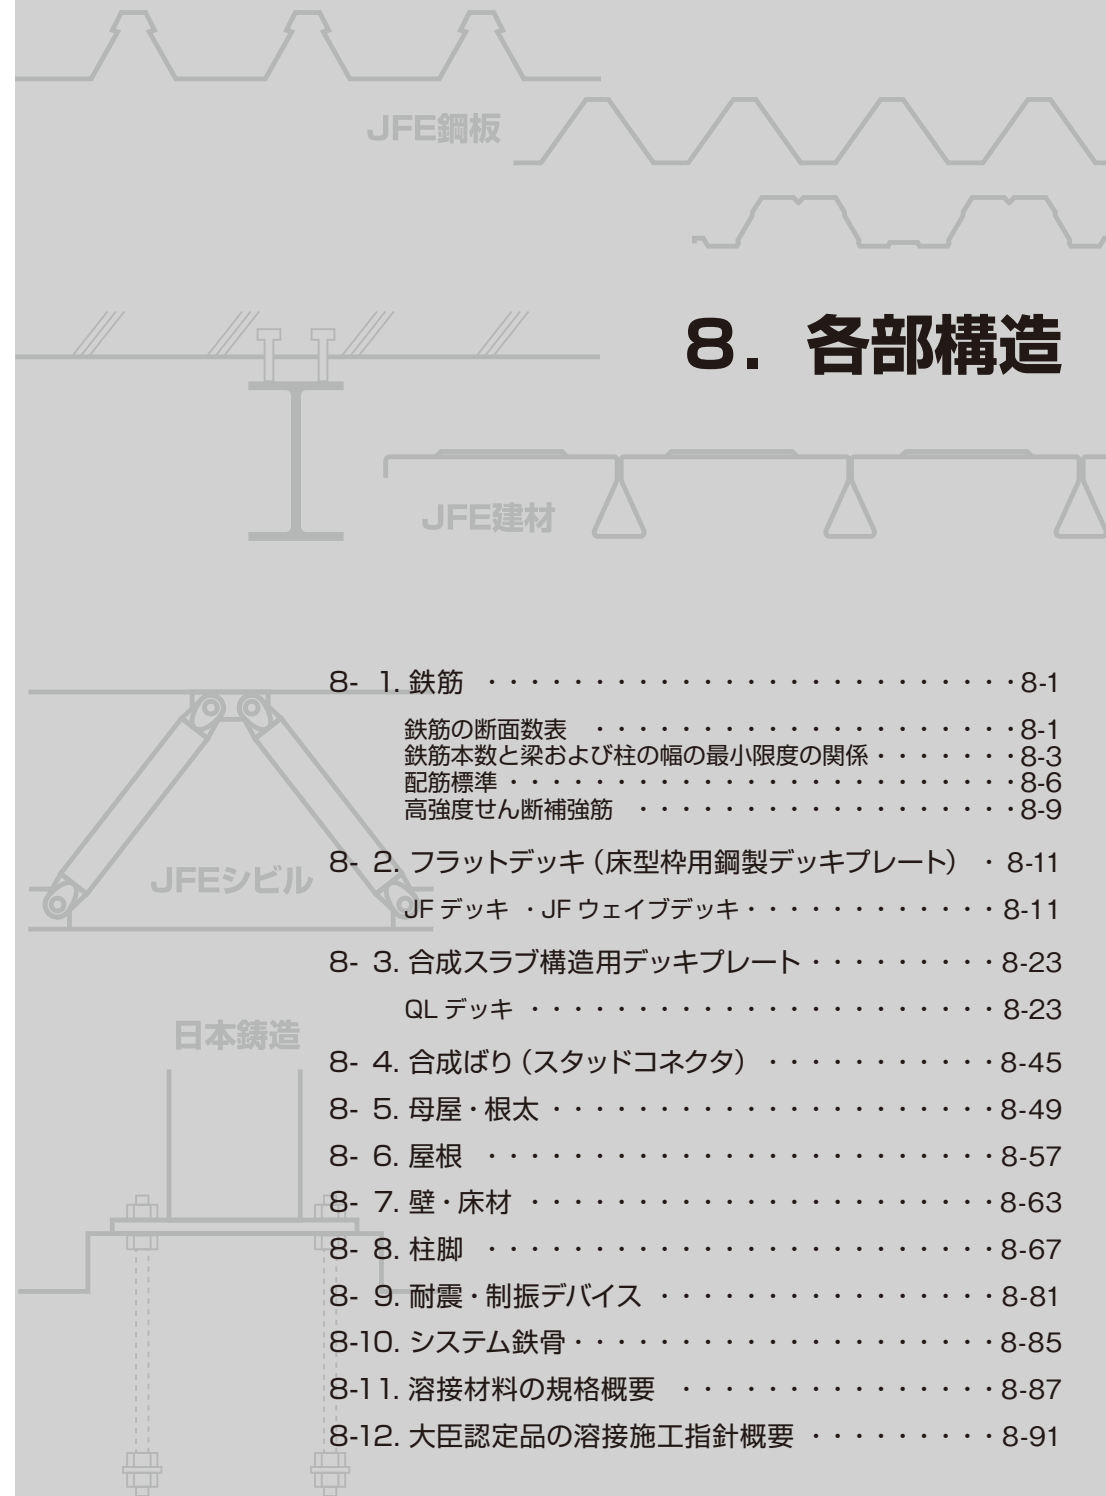 JFE鋼板
8．各部構造
JFE建材
8- 1. 鉄筋 ・・・・・・・・・・・・・・・・・・・・・・・・・8-1
鉄筋の断面数表 ・・・・・・・・・・・・・・・・・・・・8-1
鉄筋本数と梁および柱の幅の最小限度の関係・・・・・・・8-3
配筋標準・・・・・・・・・・・・・・・・・・・・・・・・8-6
高強度せん断補強筋 ・・・・・・・・・・・・・・・・・・8-9
8- 2. フラットデッキ（床型枠用鋼製デッキプレート） ・ 8-11
JFEシビル
JF デッキ ・JF ウェイブデッキ・・・・・・・・・・・・8-11
8- 3. 合成スラブ構造用デッキプレート・・・・・・・・・8-23
QL デッキ ・・・・・・・・・・・・・・・・・・・・・・8-23
日本鋳造
8- 4. 合成ばり（スタッドコネクタ） ・・・・・・・・・・・8-45
8- 5. 母屋・根太・・・・・・・・・・・・・・・・・・・・・8-49
8- 6. 屋根 ・・・・・・・・・・・・・・・・・・・・・・・・8-57
8- 7. 壁・床材 ・・・・・・・・・・・・・・・・・・・・・・8-63
8- 8. 柱脚 ・・・・・・・・・・・・・・・・・・・・・・・・8-67
8- 9. 耐震・制振デバイス ・・・・・・・・・・・・・・・・8-81
8-10. システム鉄骨・・・・・・・・・・・・・・・・・・・・8-85
8-11. 溶接材料の規格概要 ・・・・・・・・・・・・・・・8-87
8-12. 大臣認定品の溶接施工指針概要 ・・・・・・・・・8-91